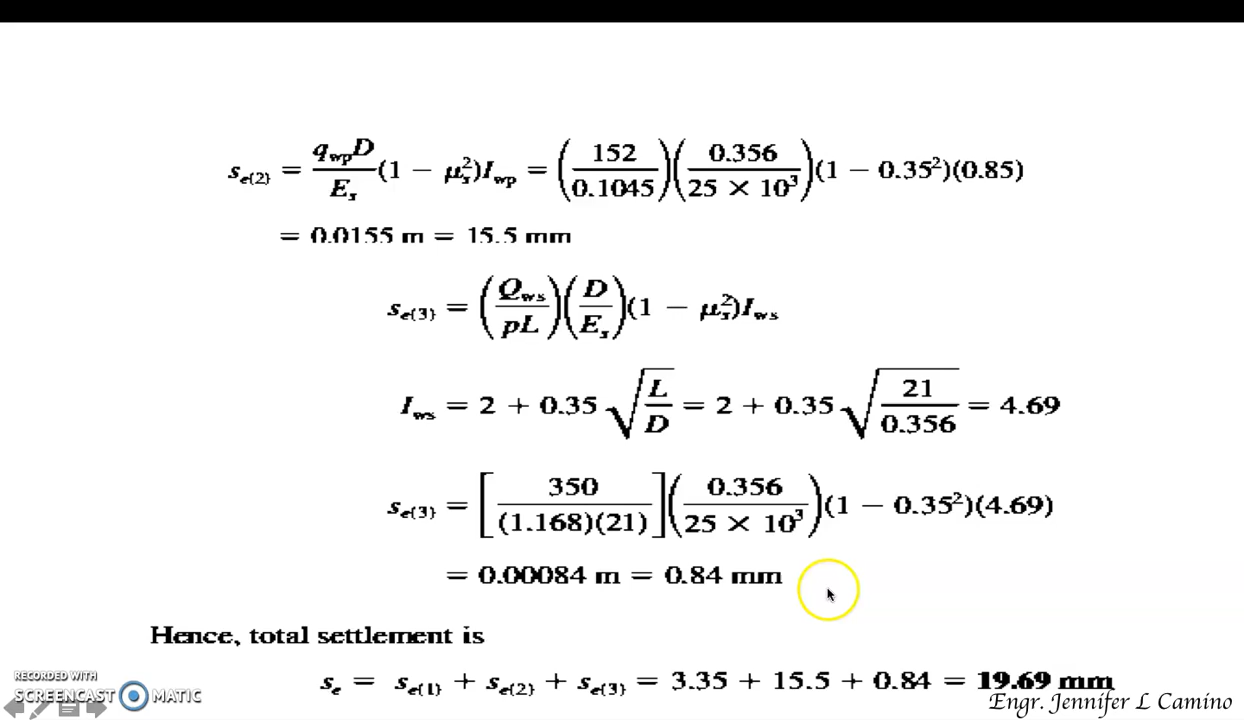 s_e(2) = q_wp D / E_s (1 − μ_s²)I_wp = (152 / 0.1045)(0.356 / 25 × 10³)(1 − 0.35²)(0.85)
= 0.0155 m = 15.5 mm
s_e(3) = (Q_ws / pL)(D / E_s)(1 − μ_s²)I_ws
I_ws = 2 + 0.35 √(L / D) = 2 + 0.35 √(21 / 0.356) = 4.69
s_e(3) = [350 / (1.168)(21)](0.356 / 25 × 10³)(1 − 0.35²)(4.69)
= 0.00084 m = 0.84 mm
Hence, total settlement is
s_e = s_e(1) + s_e(2) + s_e(3) = 3.35 + 15.5 + 0.84 = 19.69 mm
Engr. Jennifer L Camino
RECORDED WITH
SCREENCAST MATIC